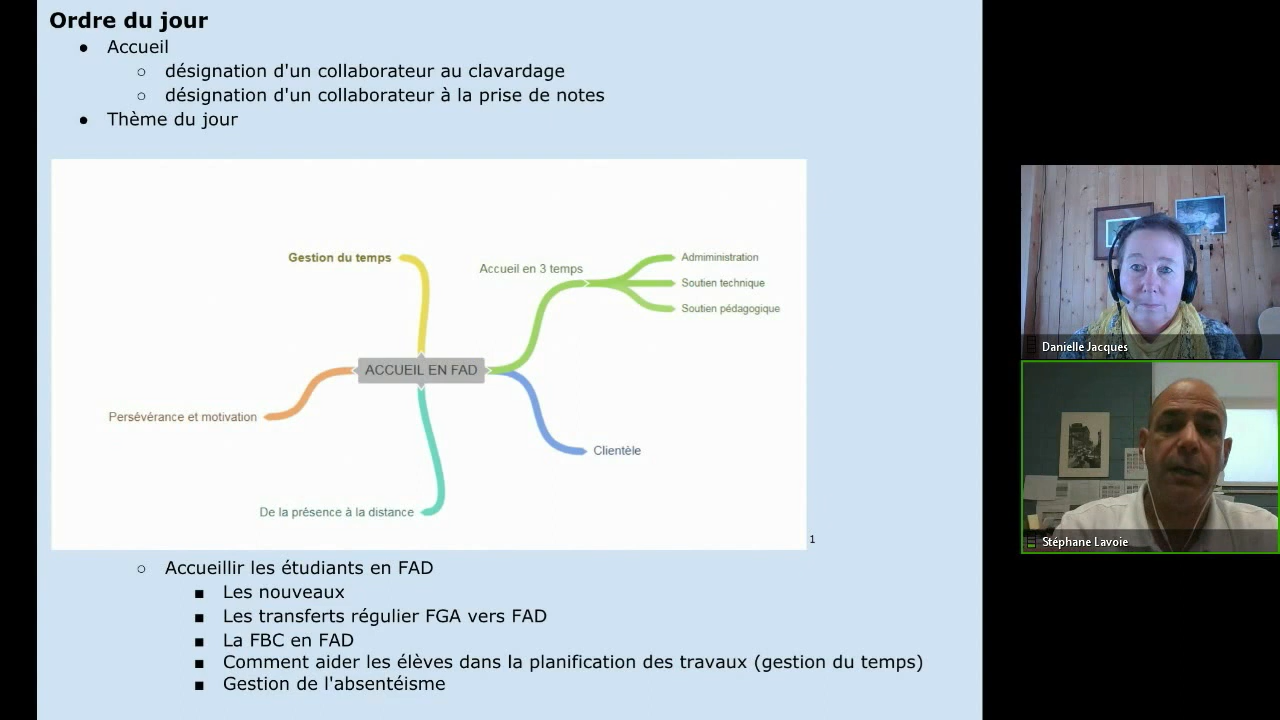 Ordre du jour
● Accueil
○ désignation d'un collaborateur au clavardage
○ désignation d'un collaborateur à la prise de notes
● Thème du jour
Gestion du temps
Accueil en 3 temps
Admiministration
Soutien technique
Soutien pédagogique
ACCUEIL EN FAD
Persévérance et motivation
Clientèle
De la présence à la distance
1
○ Accueillir les étudiants en FAD
■ Les nouveaux
■ Les transferts régulier FGA vers FAD
■ La FBC en FAD
■ Comment aider les élèves dans la planification des travaux (gestion du temps)
■ Gestion de l'absentéisme
Danielle Jacques
Stéphane Lavoie